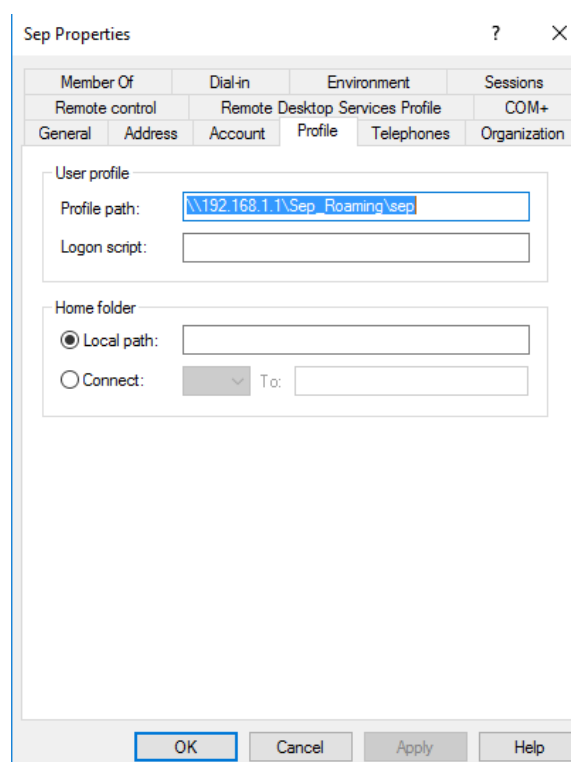 Sep Properties ? ×
Member Of Dial-in Environment Sessions
Remote control Remote Desktop Services Profile COM+
General Address Account Profile Telephones Organization
User profile
Profile path: \\192.168.1.1\Sep_Roaming\sep
Logon script:
Home folder
Local path:
Connect: To:
OK Cancel Apply Help